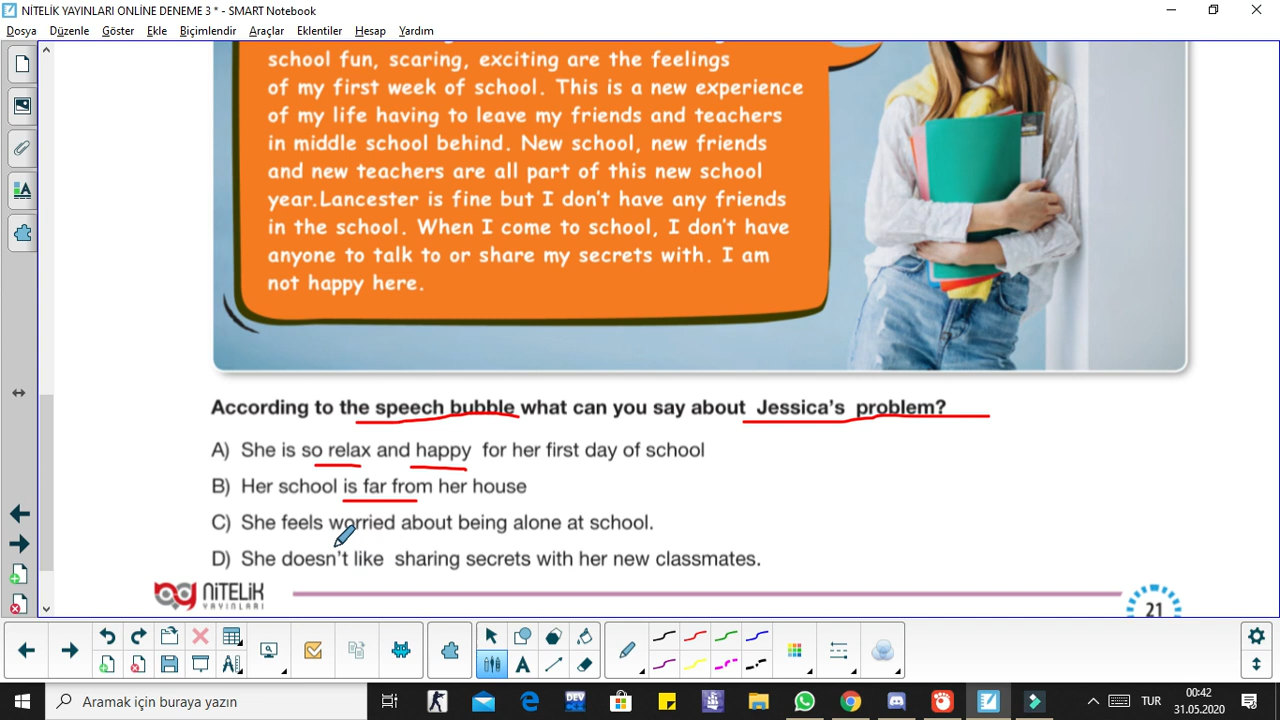 NİTELİK YAYINLARI ONLİNE DENEME 3 * - SMART Notebook
Dosya Düzenle Göster Ekle Biçimlendir Araçlar Eklentiler Hesap Yardım
school fun, scaring, exciting are the feelings
of my first week of school. This is a new experience
of my life having to leave my friends and teachers
in middle school behind. New school, new friends
and new teachers are all part of this new school
year.Lancester is fine but I don't have any friends
in the school. When I come to school, I don't have
anyone to talk to or share my secrets with. I am
not happy here.
According to the speech bubble what can you say about Jessica's problem?
A) She is so relax and happy for her first day of school
B) Her school is far from her house
C) She feels worried about being alone at school.
D) She doesn't like sharing secrets with her new classmates.
NİTELİK
YAYINLARI
21
Aramak için buraya yazın
DEV
TUR
00:42
31.05.2020